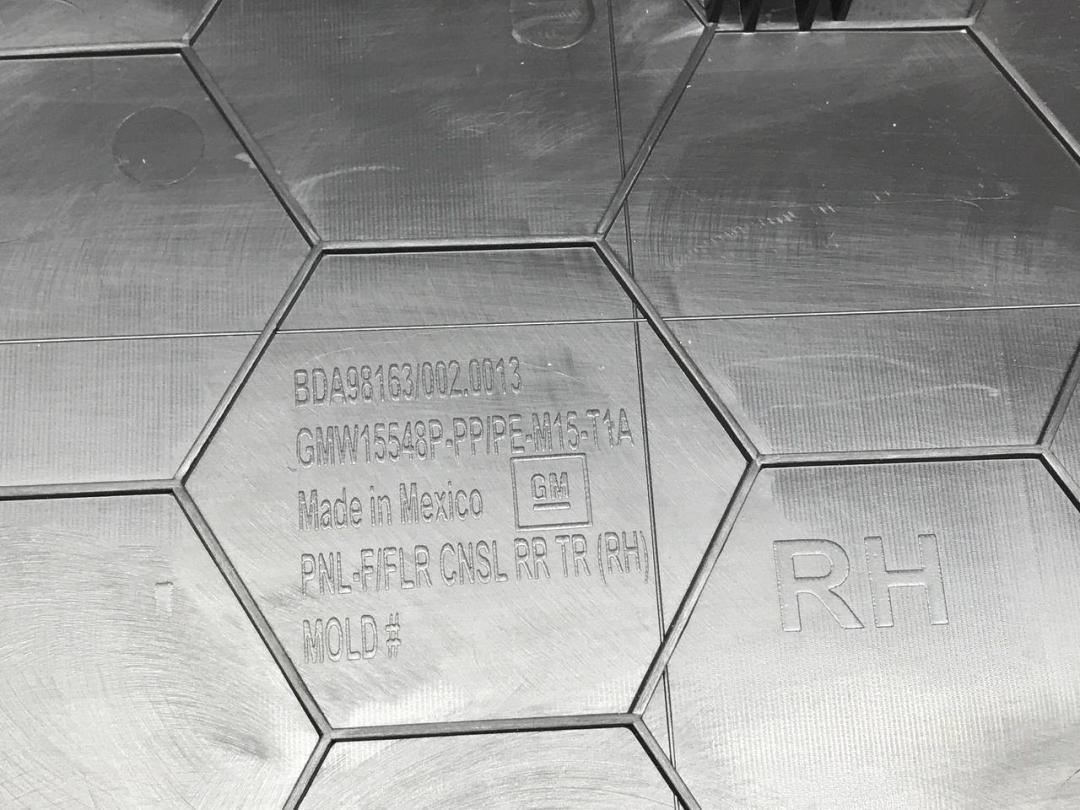 BDA98163/002.0013
GMW15548P-PP/PE-M15-T1A
Made in Mexico GM
PNL-F/FLR CNSL RR TR (RH)
MOLD #
RH